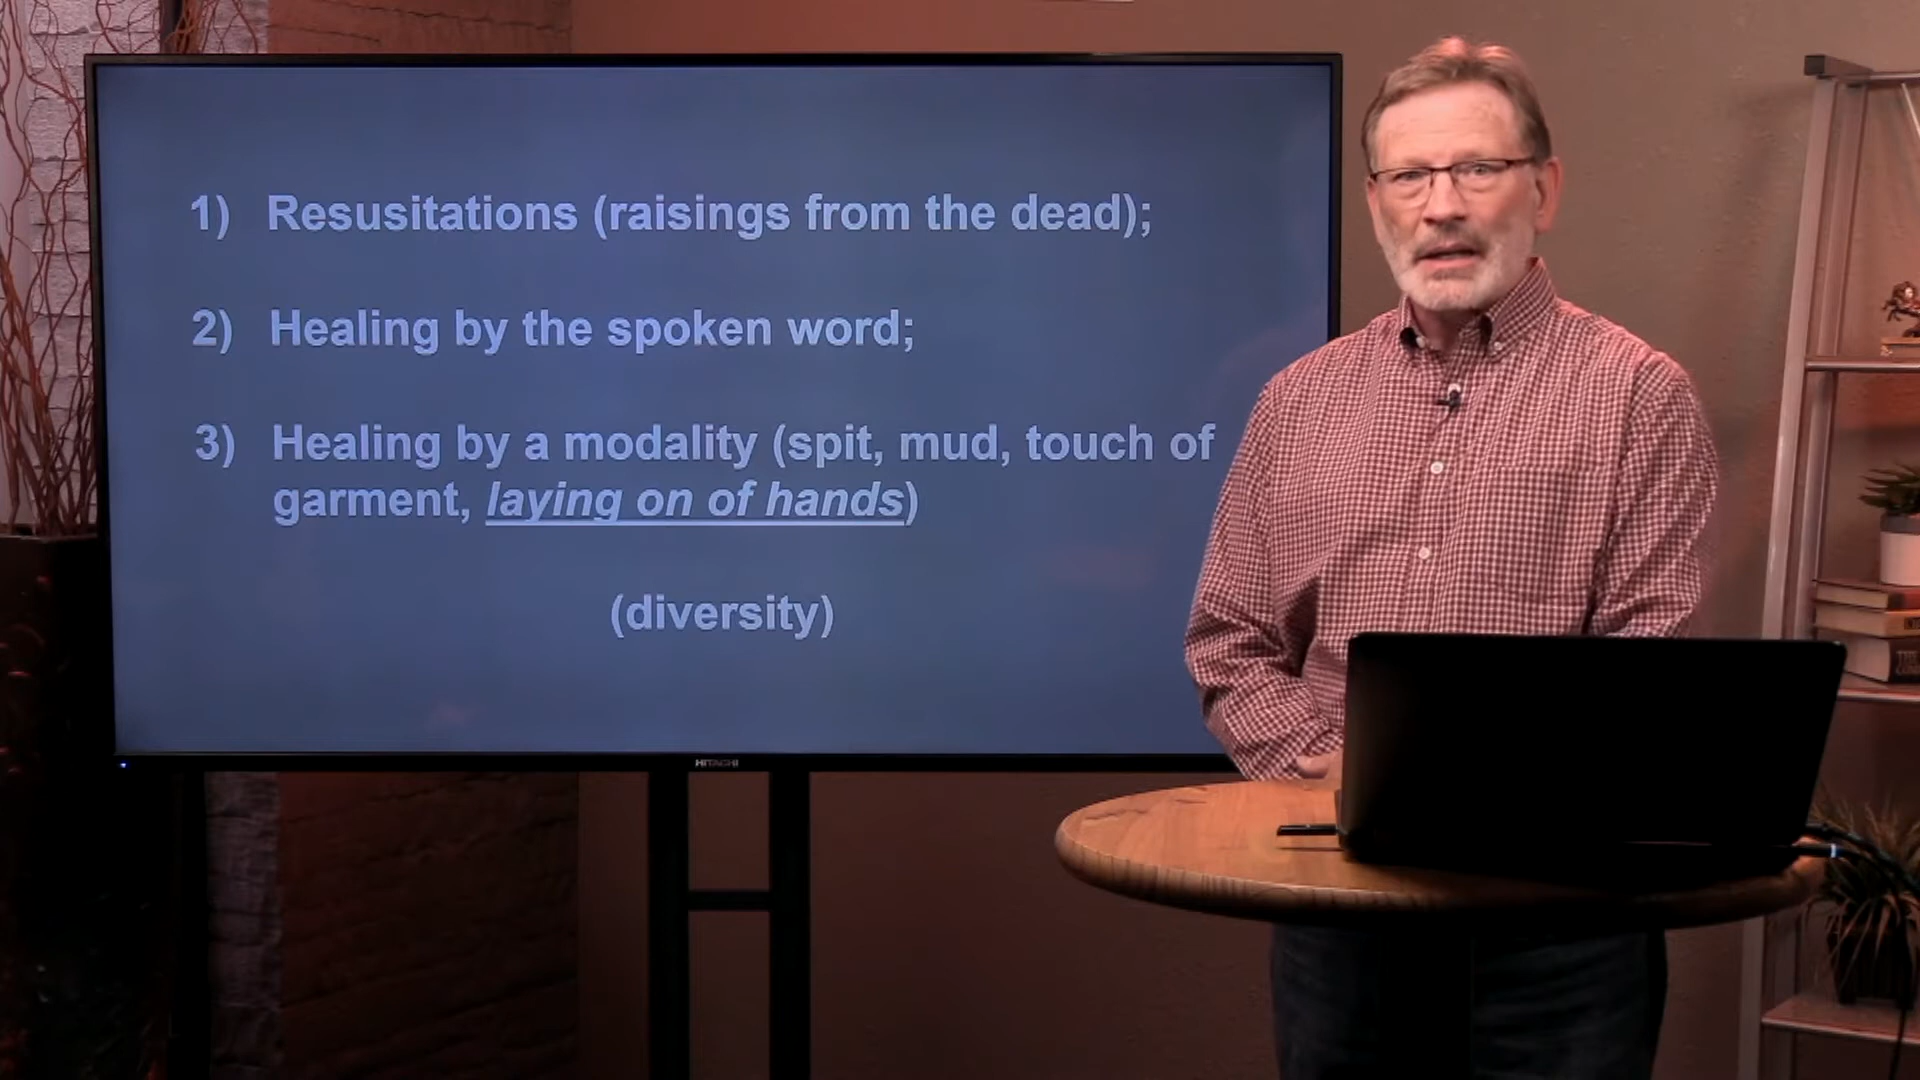 1) Resusitations (raisings from the dead);
2) Healing by the spoken word;
3) Healing by a modality (spit, mud, touch of
garment, laying on of hands)
(diversity)
HITACHI